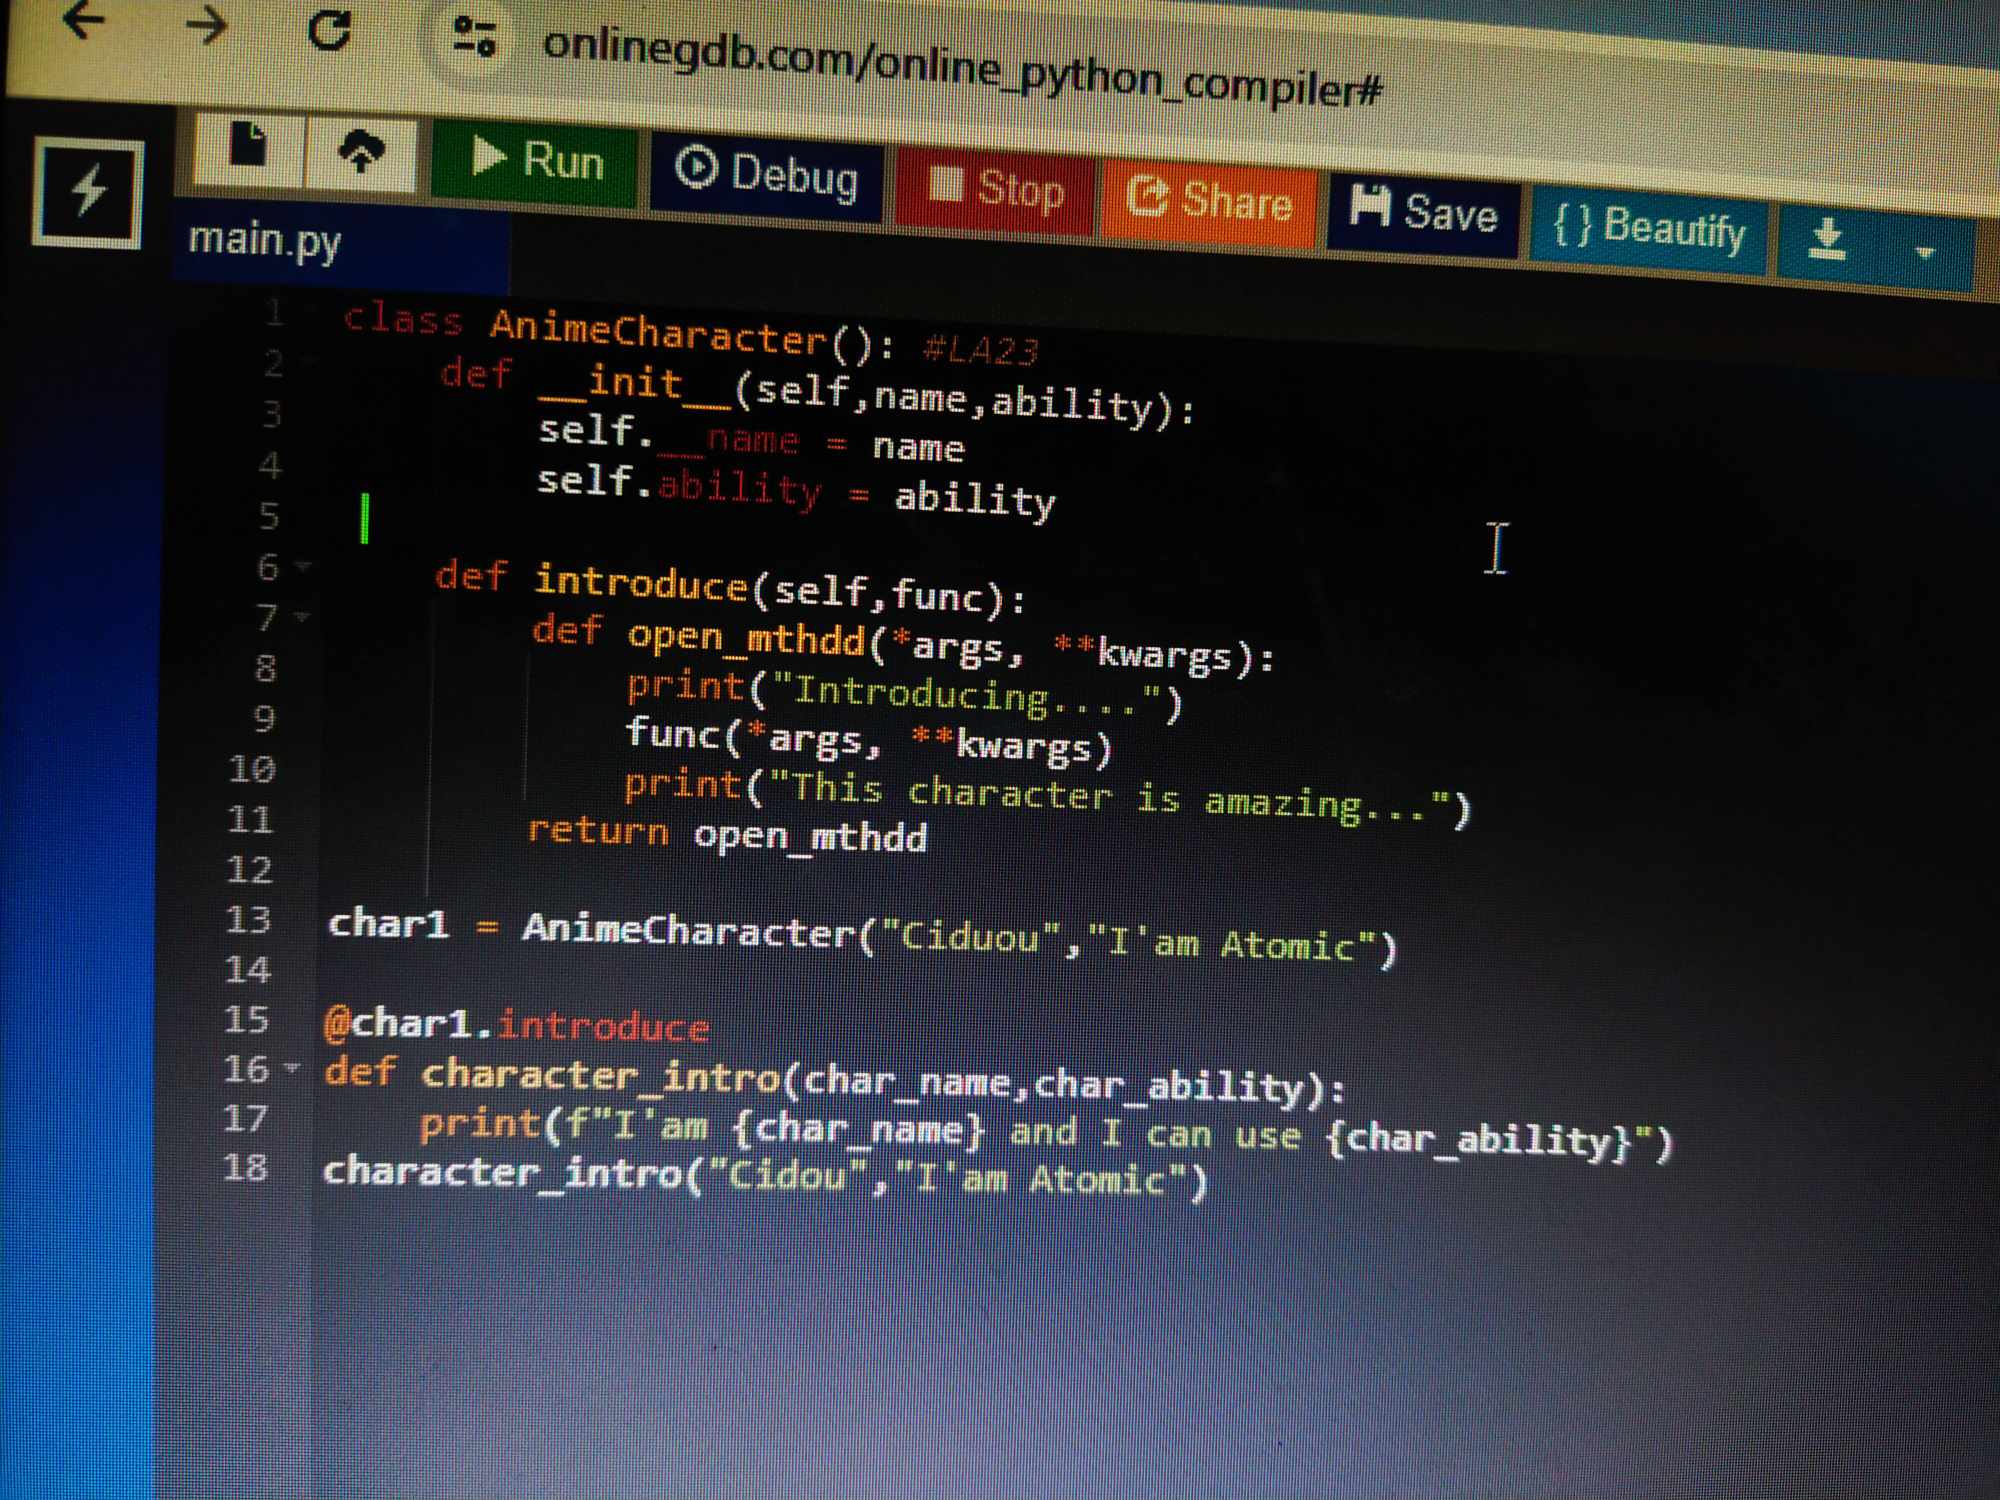 onlinegdb.com/online_python_compiler#
Run Debug Stop Share Save {} Beautify
main.py
1 class AnimeCharacter(): #LA23
2     def __init__(self,name,ability):
3         self.__name = name
4         self.ability = ability
5
6     def introduce(self,func):
7         def open_mthdd(*args, **kwargs):
8             print("Introducing....")
9             func(*args, **kwargs)
10             print("This character is amazing...")
11         return open_mthdd
12
13 char1 = AnimeCharacter("Ciduou","I'am Atomic")
14
15 @char1.introduce
16 def character_intro(char_name,char_ability):
17     print(f"I'am {char_name} and I can use {char_ability}")
18 character_intro("Cidou","I'am Atomic")